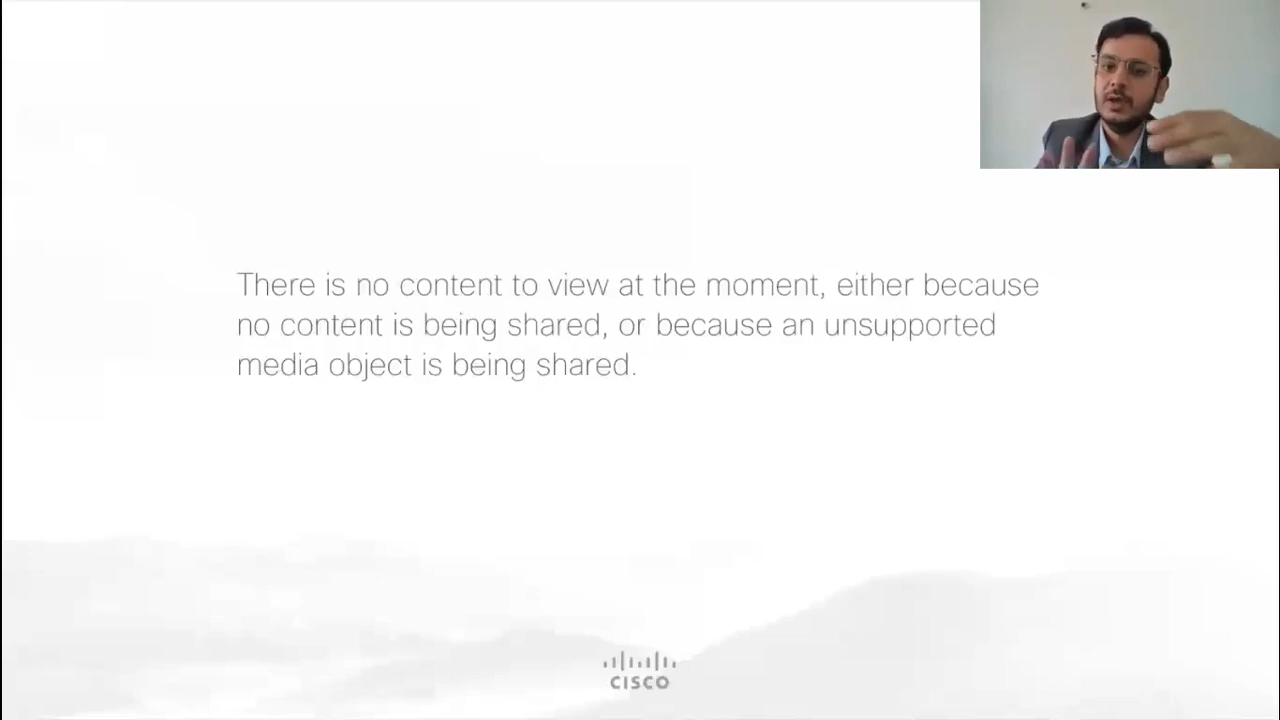 There is no content to view at the moment, either because
no content is being shared, or because an unsupported
media object is being shared.
CISCO